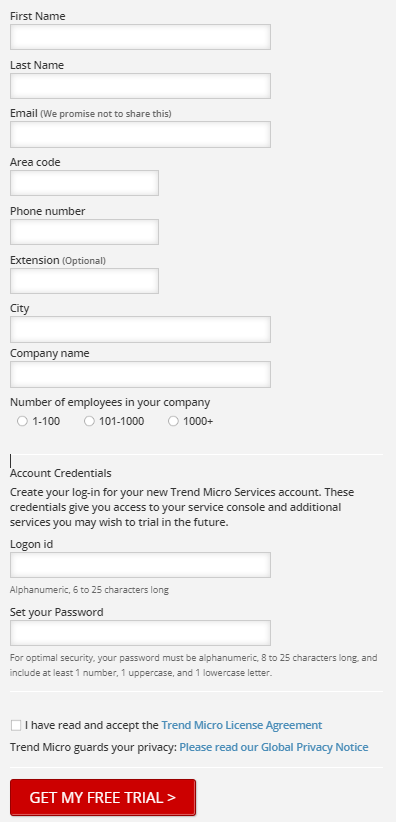 First Name
Last Name
Email (We promise not to share this)
Area code
Phone number
Extension (Optional)
City
Company name
Number of employees in your company
1-100 101-1000 1000+
Account Credentials
Create your log-in for your new Trend Micro Services account. These
credentials give you access to your service console and additional
services you may wish to trial in the future.
Logon id
Alphanumeric, 6 to 25 characters long
Set your Password
For optimal security, your password must be alphanumeric, 8 to 25 characters long, and
include at least 1 number, 1 uppercase, and 1 lowercase letter.
I have read and accept the Trend Micro License Agreement
Trend Micro guards your privacy: Please read our Global Privacy Notice
GET MY FREE TRIAL >